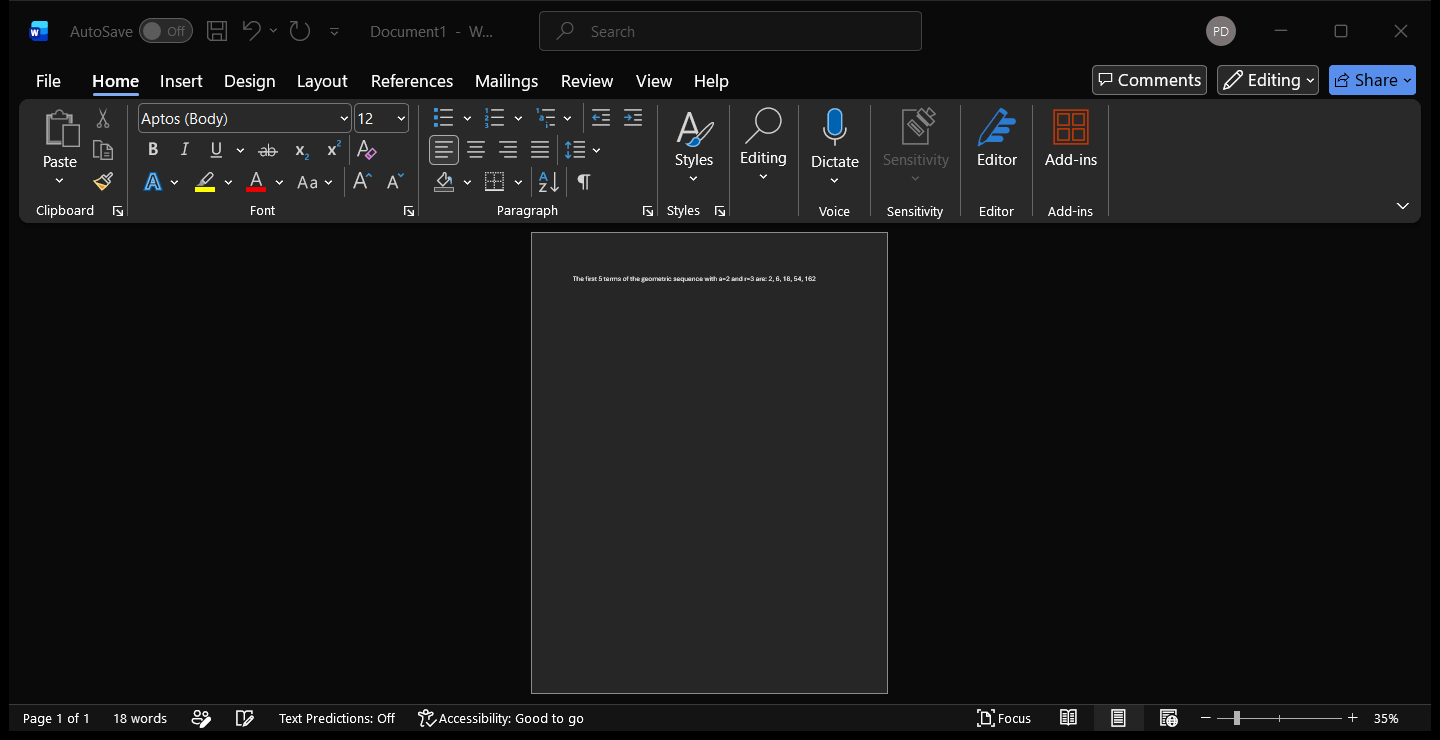 AutoSave Off Document1 - W... Search PD
File Home Insert Design Layout References Mailings Review View Help Comments Editing Share
Paste
Clipboard
Aptos (Body) 12
Font
Paragraph
Styles
Styles
Editing
Dictate
Voice
Sensitivity
Sensitivity
Editor
Editor
Add-ins
Add-ins
The first 5 terms of the geometric sequence with a=2 and r=3 are: 2, 6, 18, 54, 162
Page 1 of 1 18 words Text Predictions: Off Accessibility: Good to go Focus 35%